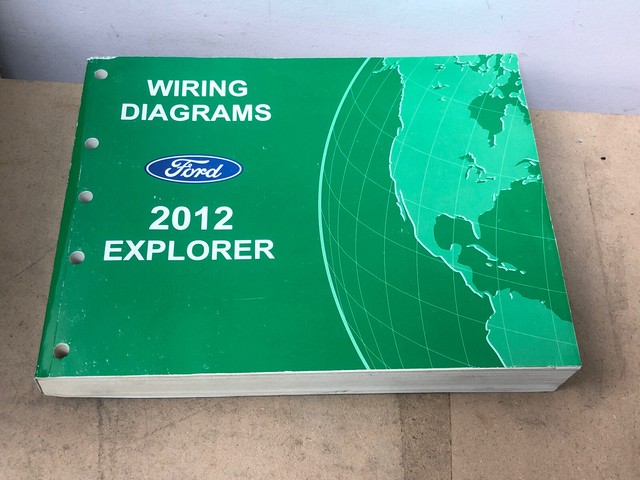 WIRING
DIAGRAMS
Ford
2012
EXPLORER